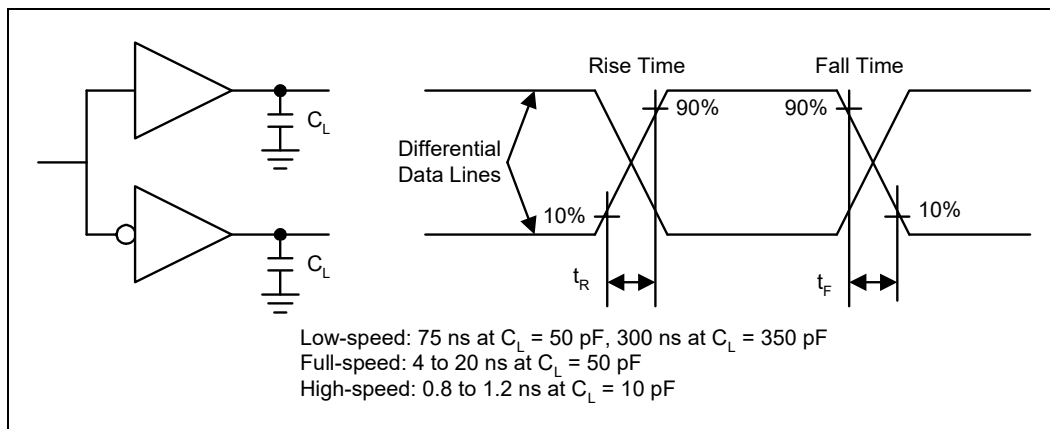 Rise Time
Fall Time
90%
90%
C_L
Differential
Data Lines
10%
10%
C_L
t_R
t_F
Low-speed: 75 ns at C_L = 50 pF, 300 ns at C_L = 350 pF
Full-speed: 4 to 20 ns at C_L = 50 pF
High-speed: 0.8 to 1.2 ns at C_L = 10 pF